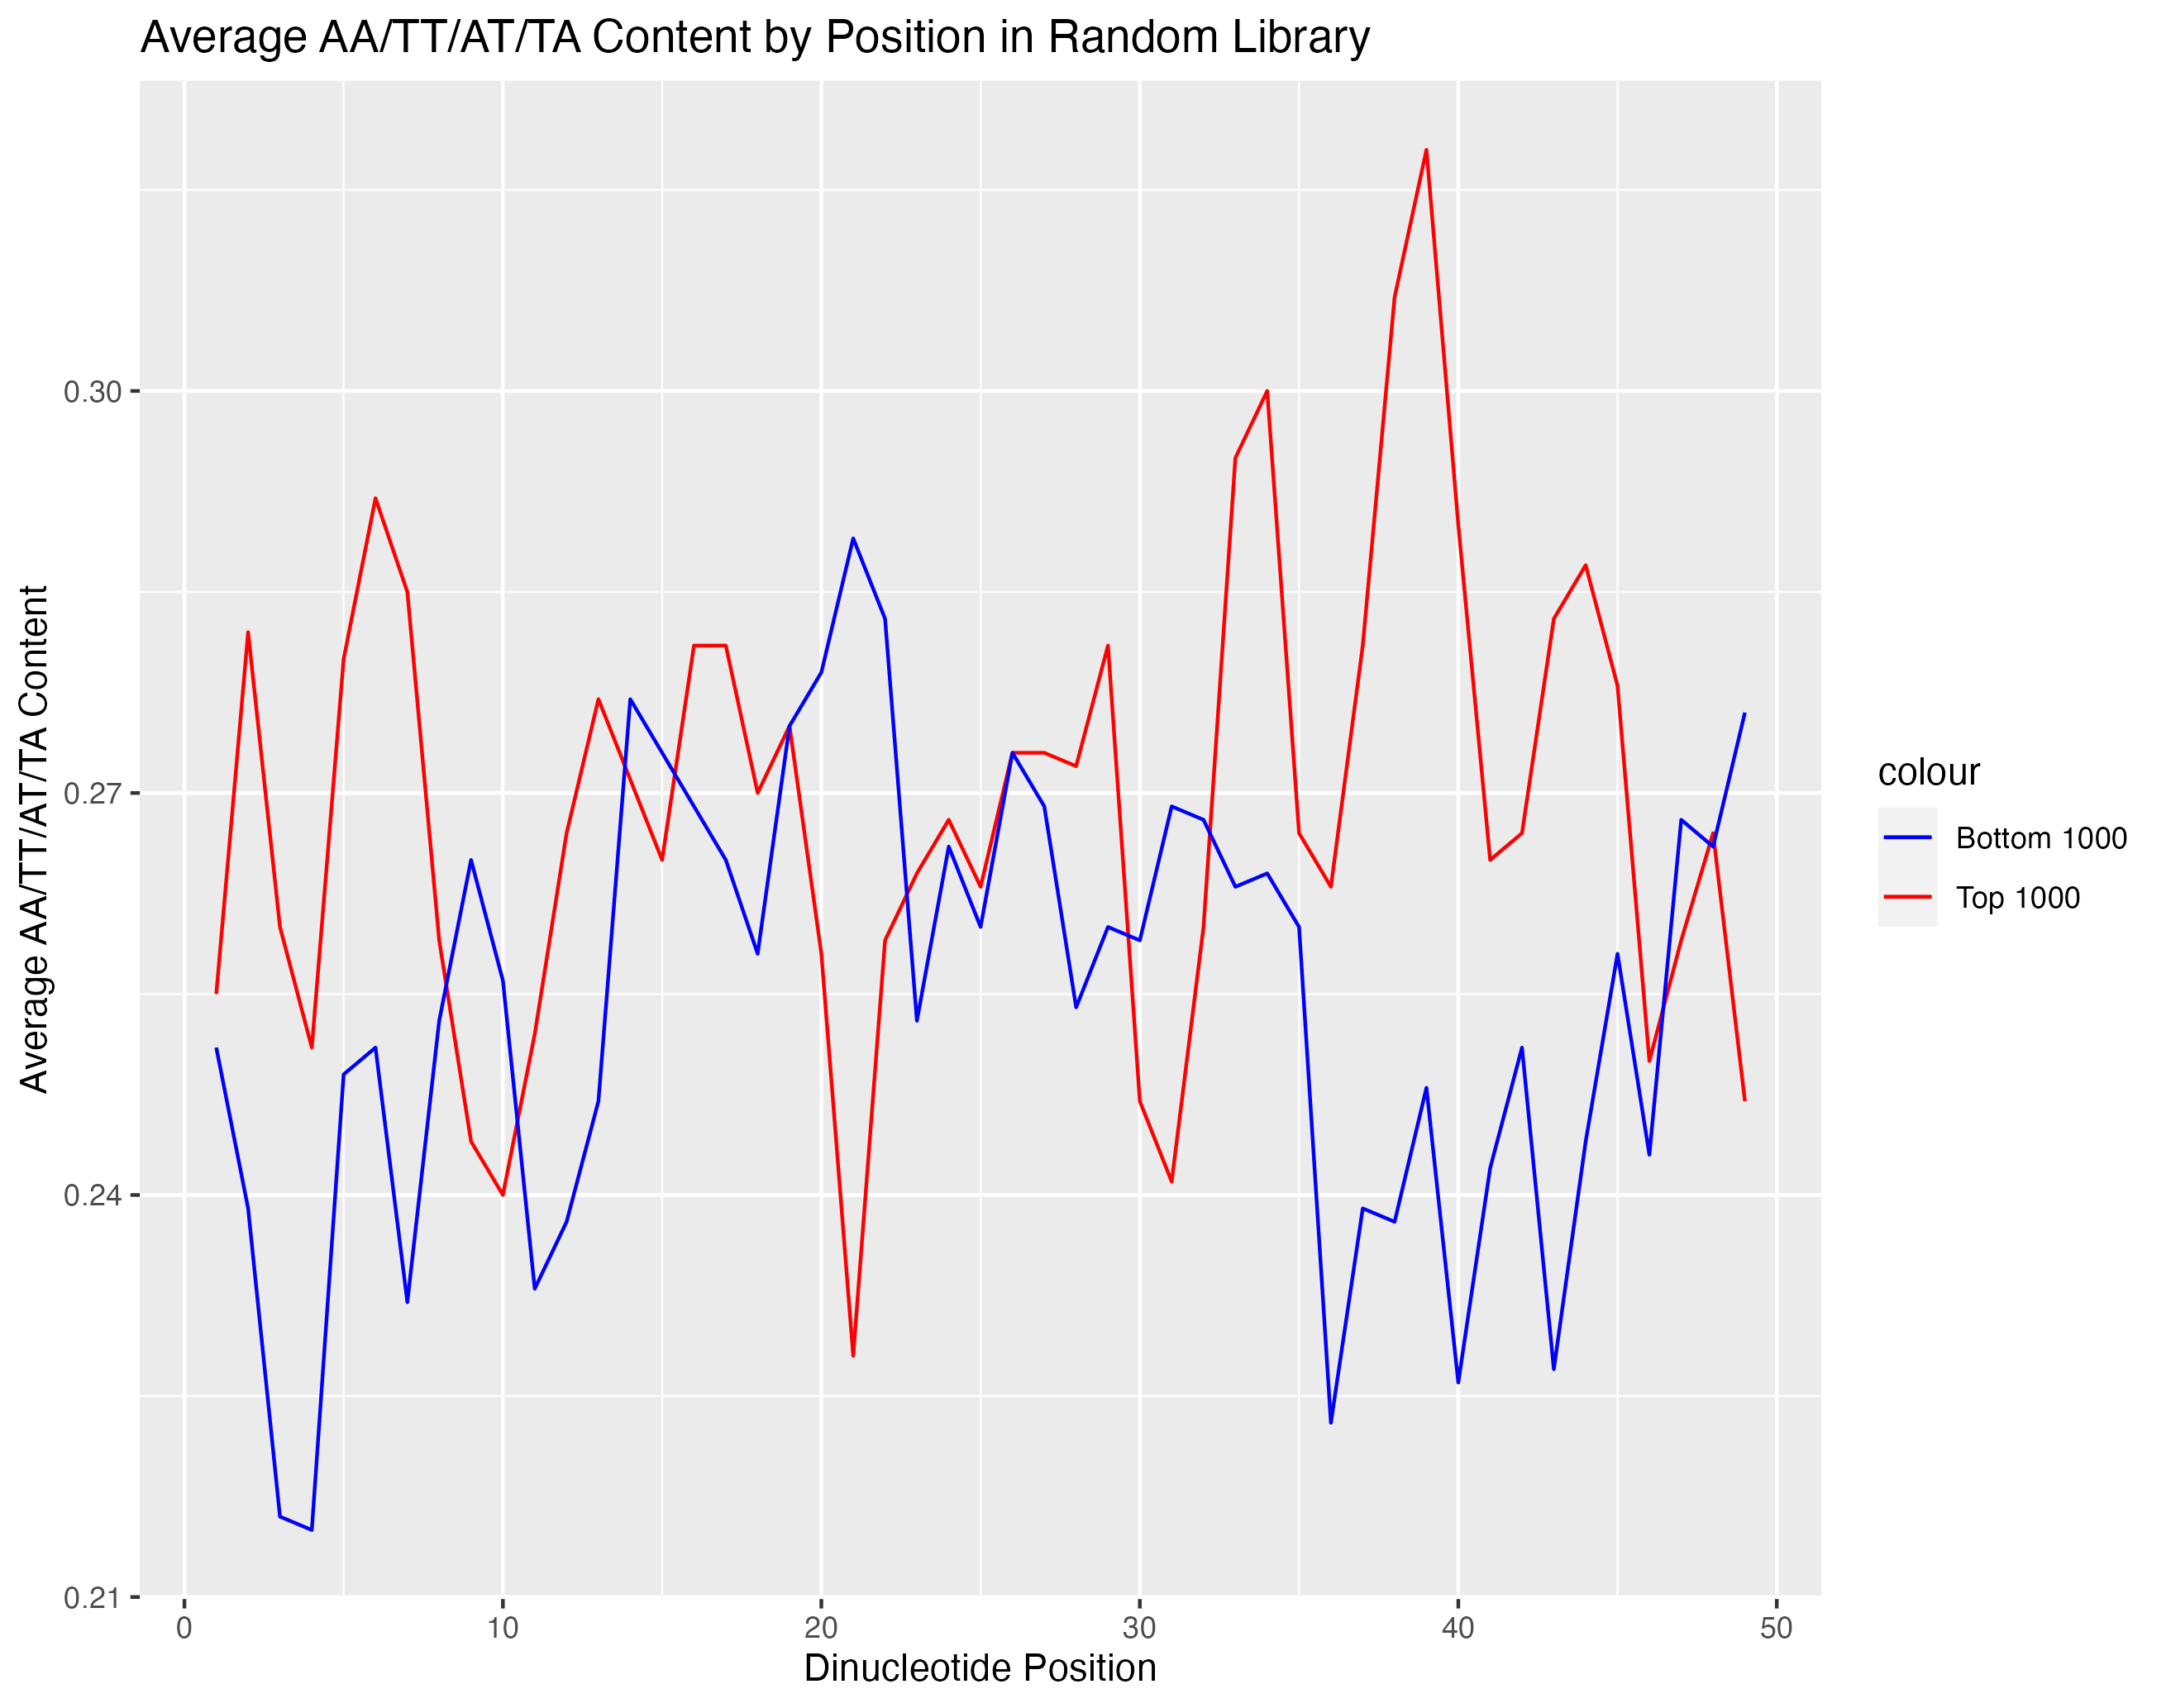 Average AA/TT/AT/TA Content by Position in Random Library
Average AA/TT/AT/TA Content
0.30
0.27
0.24
0.21
0 10 20 30 40 50
Dinucleotide Position
colour
Bottom 1000
Top 1000